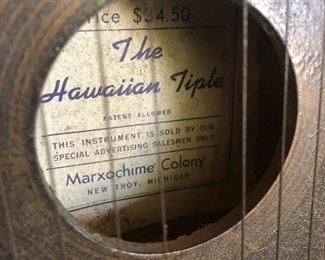 Price $34.50
The
Hawaiian Tiple
PATENT ALLOWED
THIS INSTRUMENT IS SOLD BY OUR
SPECIAL ADVERTISING SALESMEN ONLY
Marxochime Colony
NEW TROY, MICHIGAN